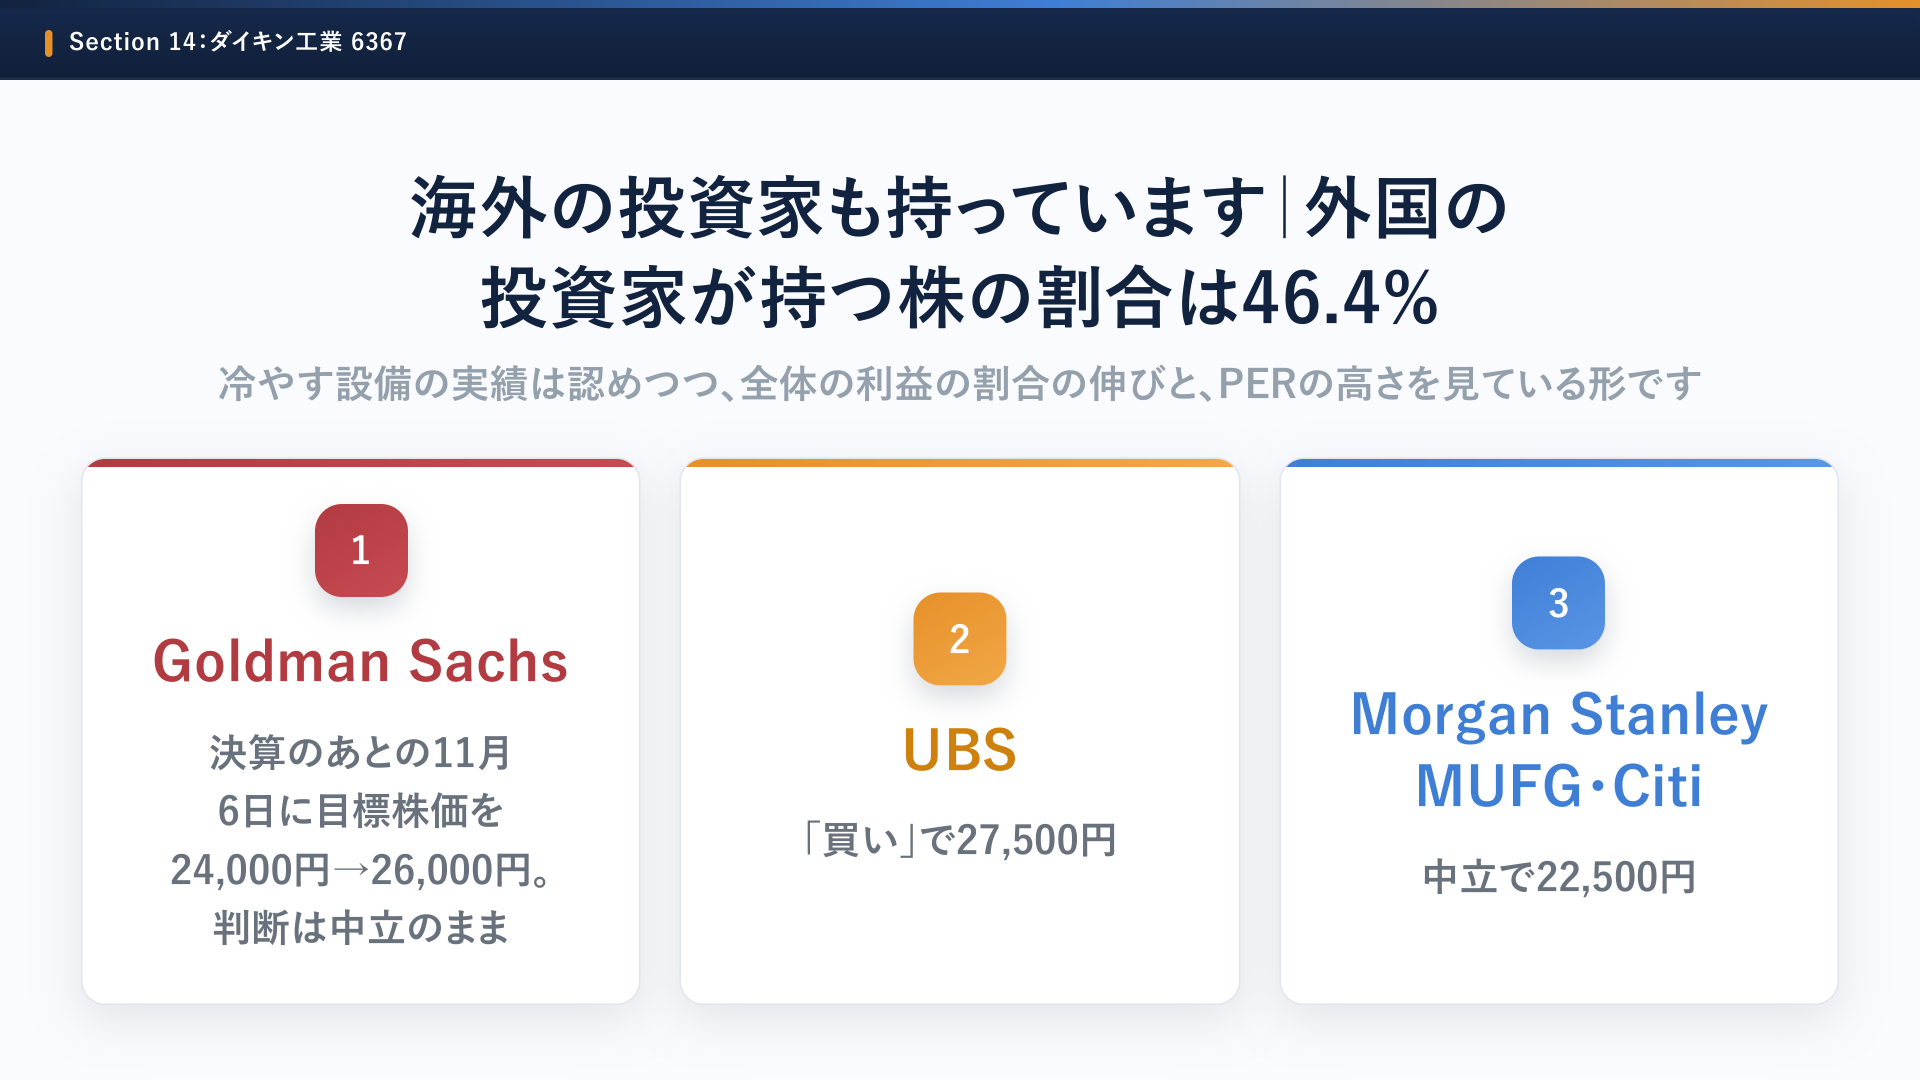 Section 14：ダイキン工業 6367
海外の投資家も持っています｜外国の
投資家が持つ株の割合は46.4%
冷やす設備の実績は認めつつ、全体の利益の割合の伸びと、PERの高さを見ている形です
1
Goldman Sachs
決算のあとの11月
6日に目標株価を
24,000円→26,000円。
判断は中立のまま
2
UBS
「買い」で27,500円
3
Morgan Stanley
MUFG・Citi
中立で22,500円